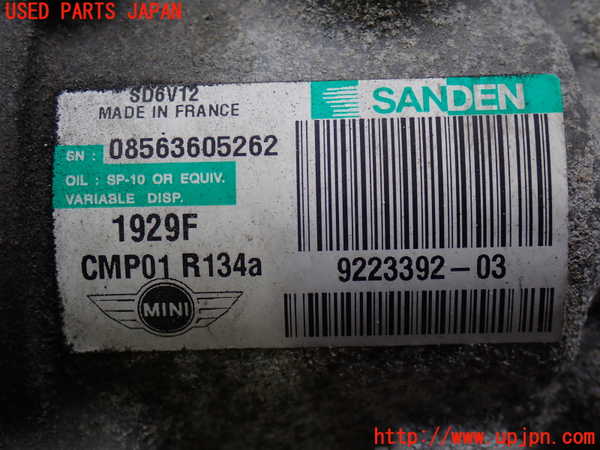 USED PARTS JAPAN
SD6V12
MADE IN FRANCE
SANDEN
SN : 08563605262
OIL : SP-10 OR EQUIV.
VARIABLE DISP.
1929F
CMP01 R134a
9223392-03
MINI
http://www.upjpn.com/